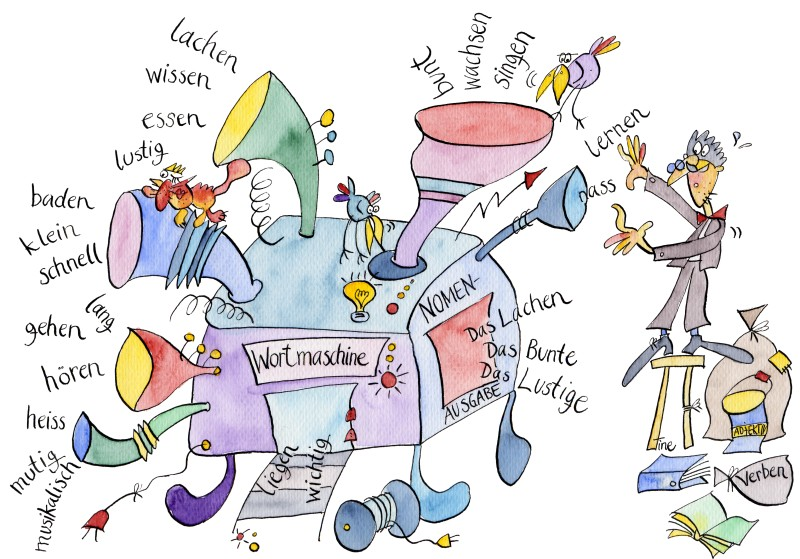 lachen
wissen
essen
lustig
baden
klein
schnell
lang
gehen
hören
heiss
mutig
musikalisch
bunt
wachsen
singen
lernen
nass
Wortmaschine
NOMEN-
Das Lachen
Das Bunte
Das Lustige
AUSGABE
liegen
wichtig
Verben